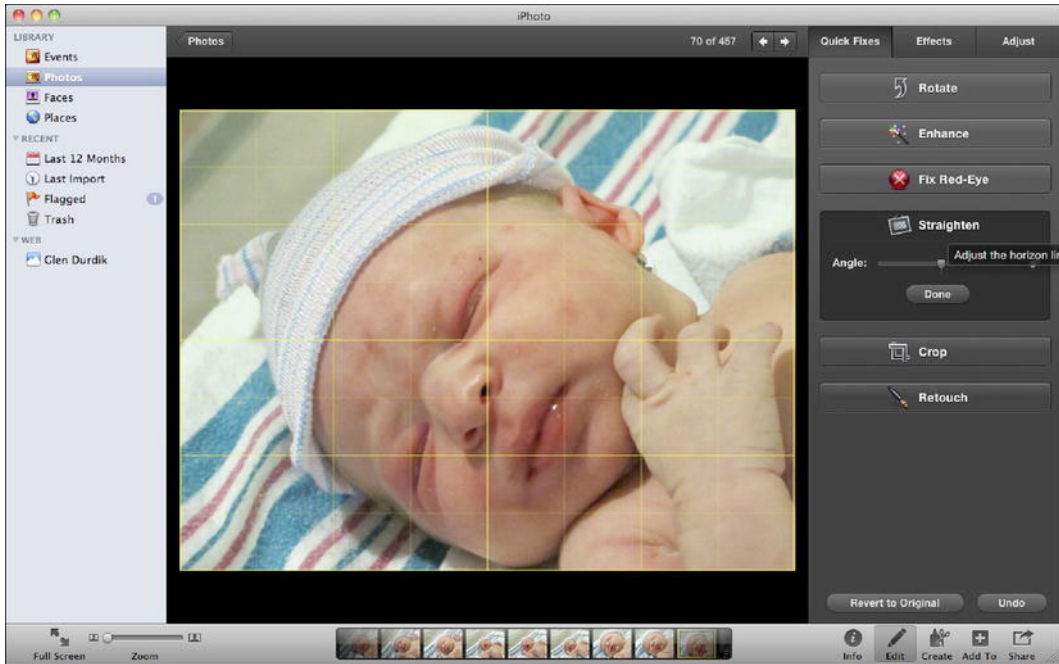 iPhoto
LIBRARY
Events
Photos
Faces
Places
RECENT
Last 12 Months
Last Import
Flagged 1
Trash
WEB
Glen Durdik
Photos
70 of 457
Quick Fixes Effects Adjust
Rotate
Enhance
Fix Red-Eye
Straighten
Adjust the horizon lin
Angle:
Done
Crop
Retouch
Revert to Original Undo
Full Screen Zoom
Info Edit Create Add To Share